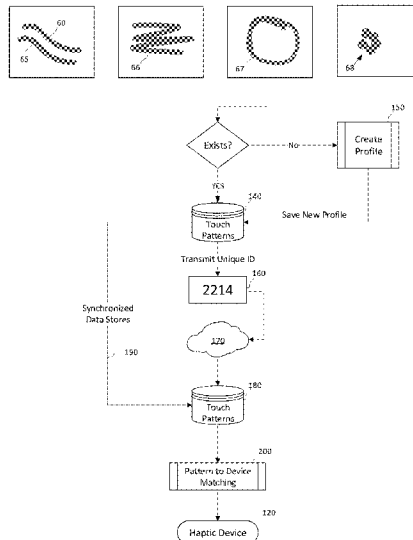 60
65
66
67
68
150
Exists?
No
Create
Profile
Yes
140
Touch
Patterns
Save New Profile
Transmit Unique ID
160
2214
Synchronized
Data Stores
170
190
180
Touch
Patterns
200
Pattern to Device
Matching
120
Haptic Device